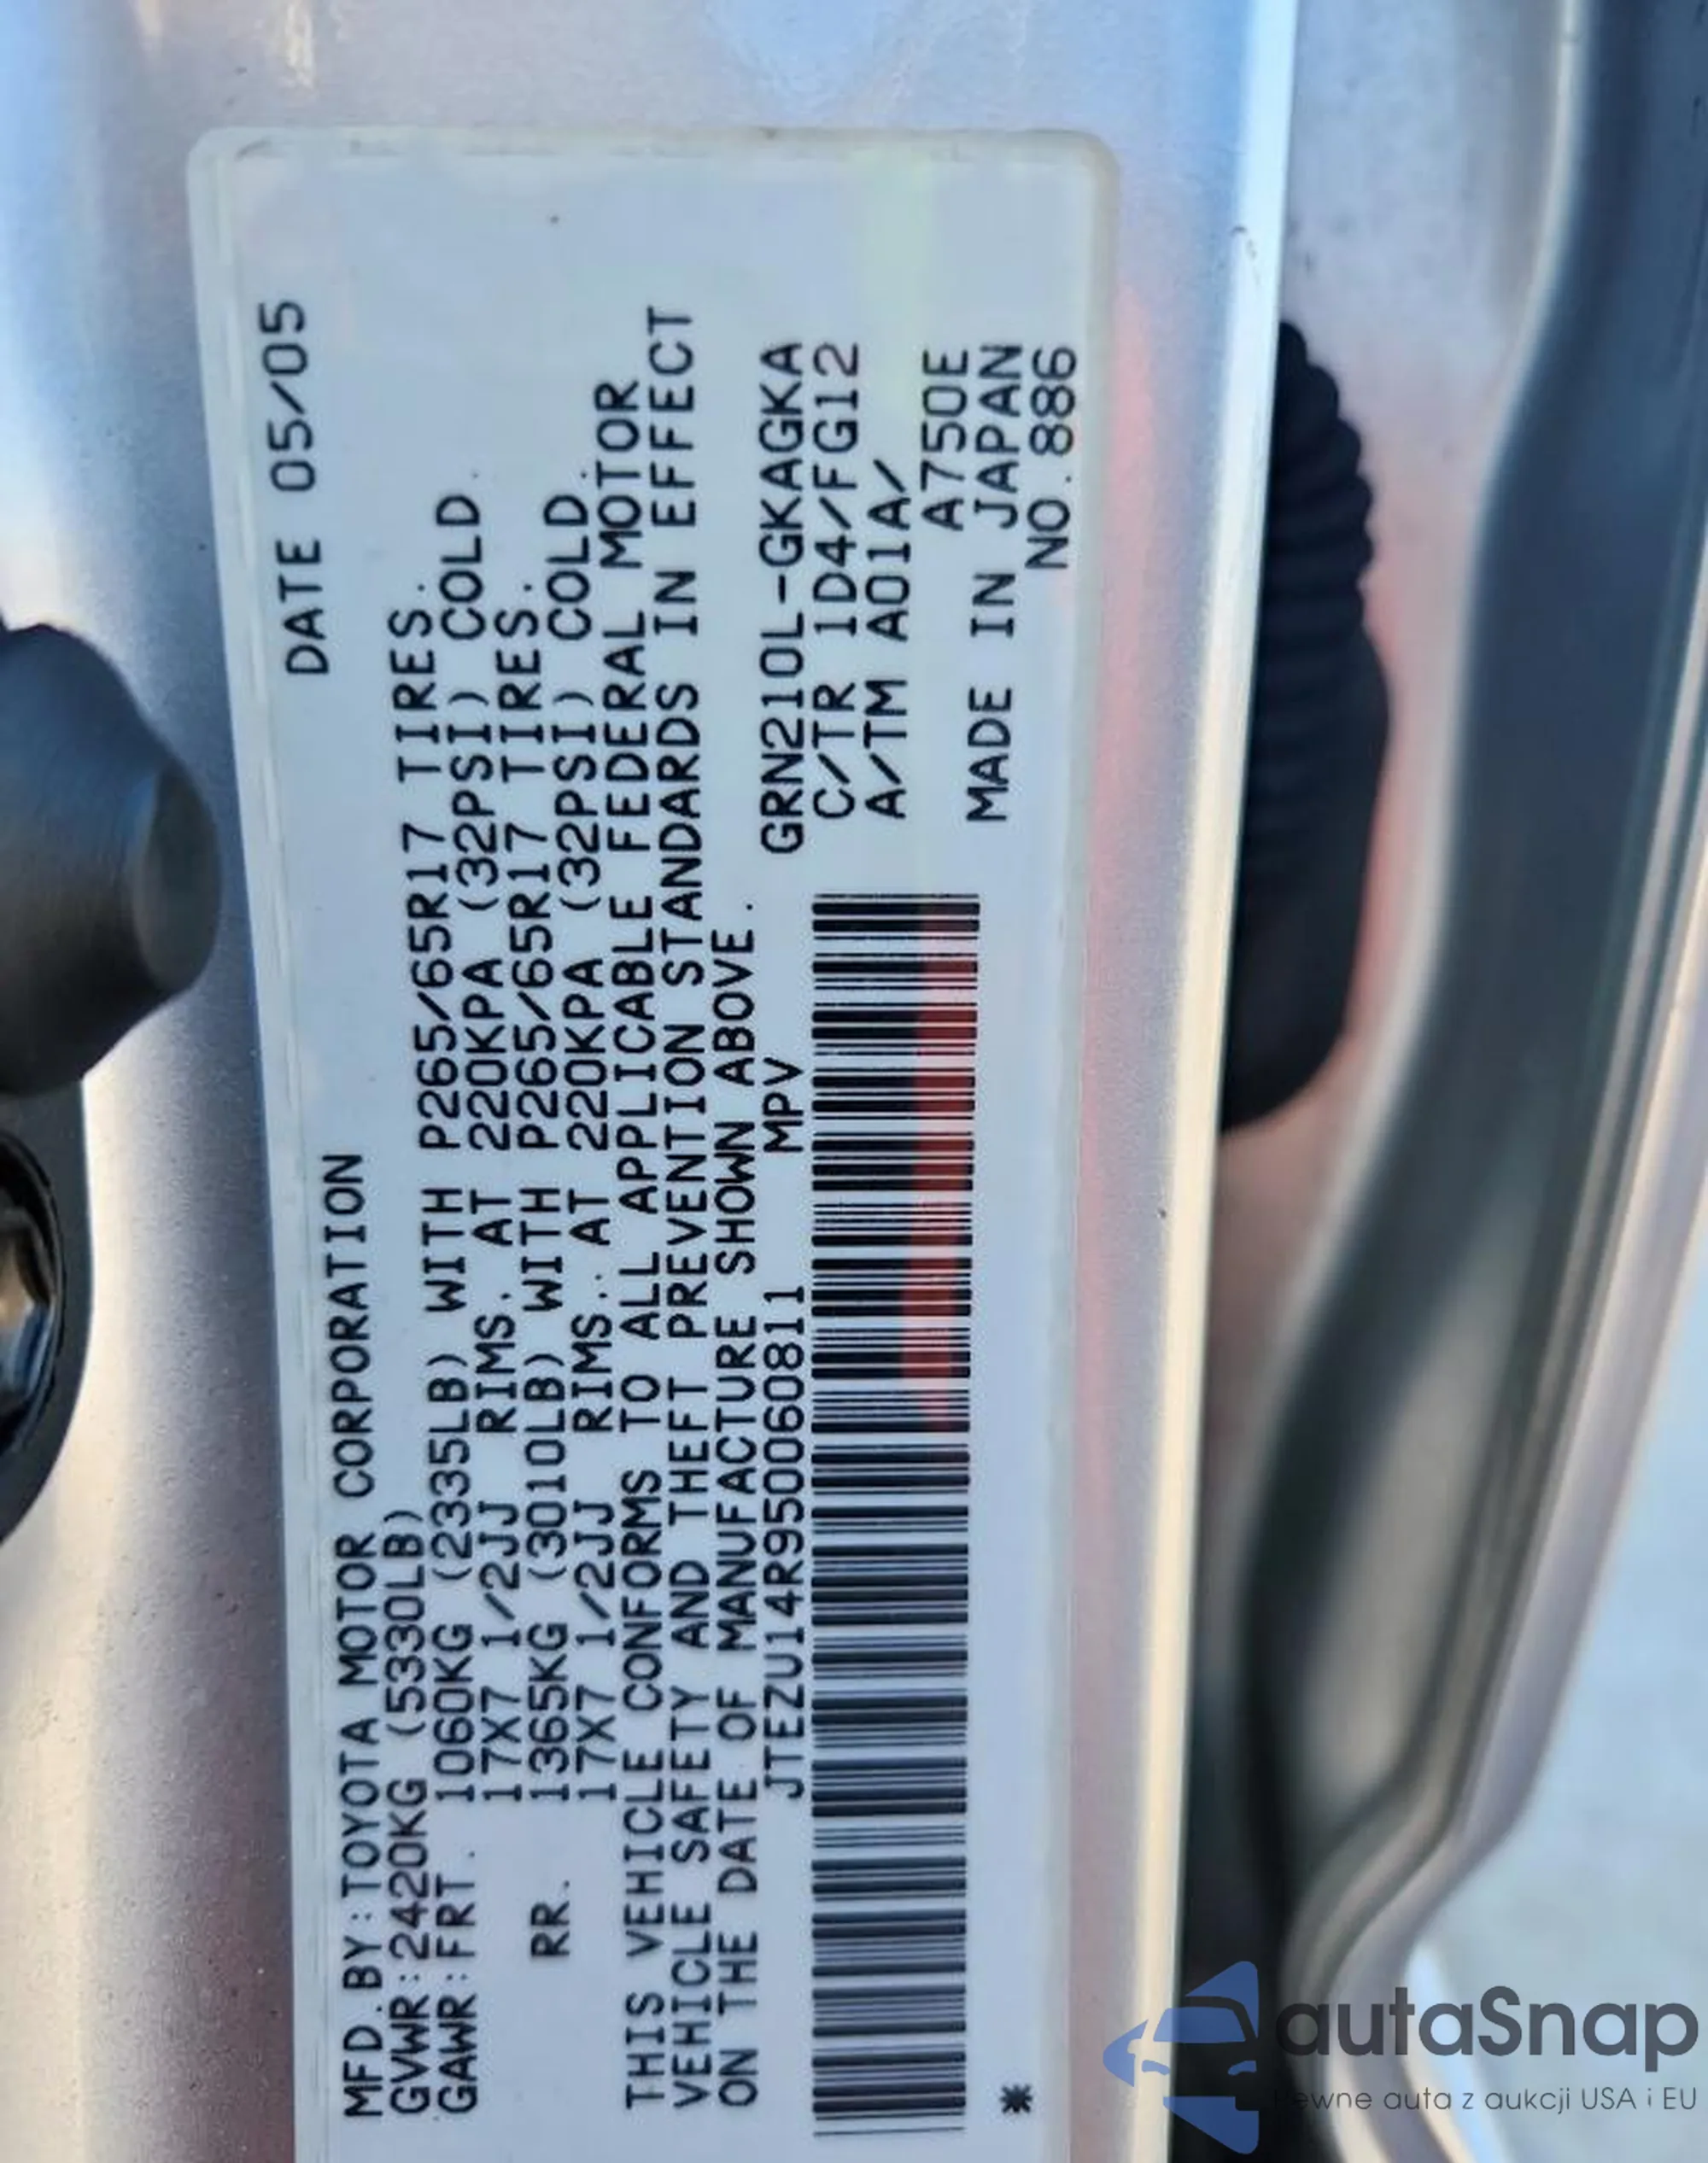 MFD.BY:TOYOTA MOTOR CORPORATION DATE 05/05
GVWR:2420KG (5330LB)
GAWR:FRT. 1060KG (2335LB) WITH P265/65R17 TIRES.
17X7 1/2JJ RIMS. AT 220KPA (32PSI) COLD.
RR. 1365KG (3010LB) WITH P265/65R17 TIRES.
17X7 1/2JJ RIMS. AT 220KPA (32PSI) COLD.
THIS VEHICLE CONFORMS TO ALL APPLICABLE FEDERAL MOTOR
VEHICLE SAFETY AND THEFT PREVENTION STANDARDS IN EFFECT
ON THE DATE OF MANUFACTURE SHOWN ABOVE.
JTEZU14R950060811 MPV GRN210L-GKAGKA
C/TR 1D4/FG12
A/TM A01A/
A750E
MADE IN JAPAN
* NO.886
autaSnap
Pewne auta z aukcji USA i EU